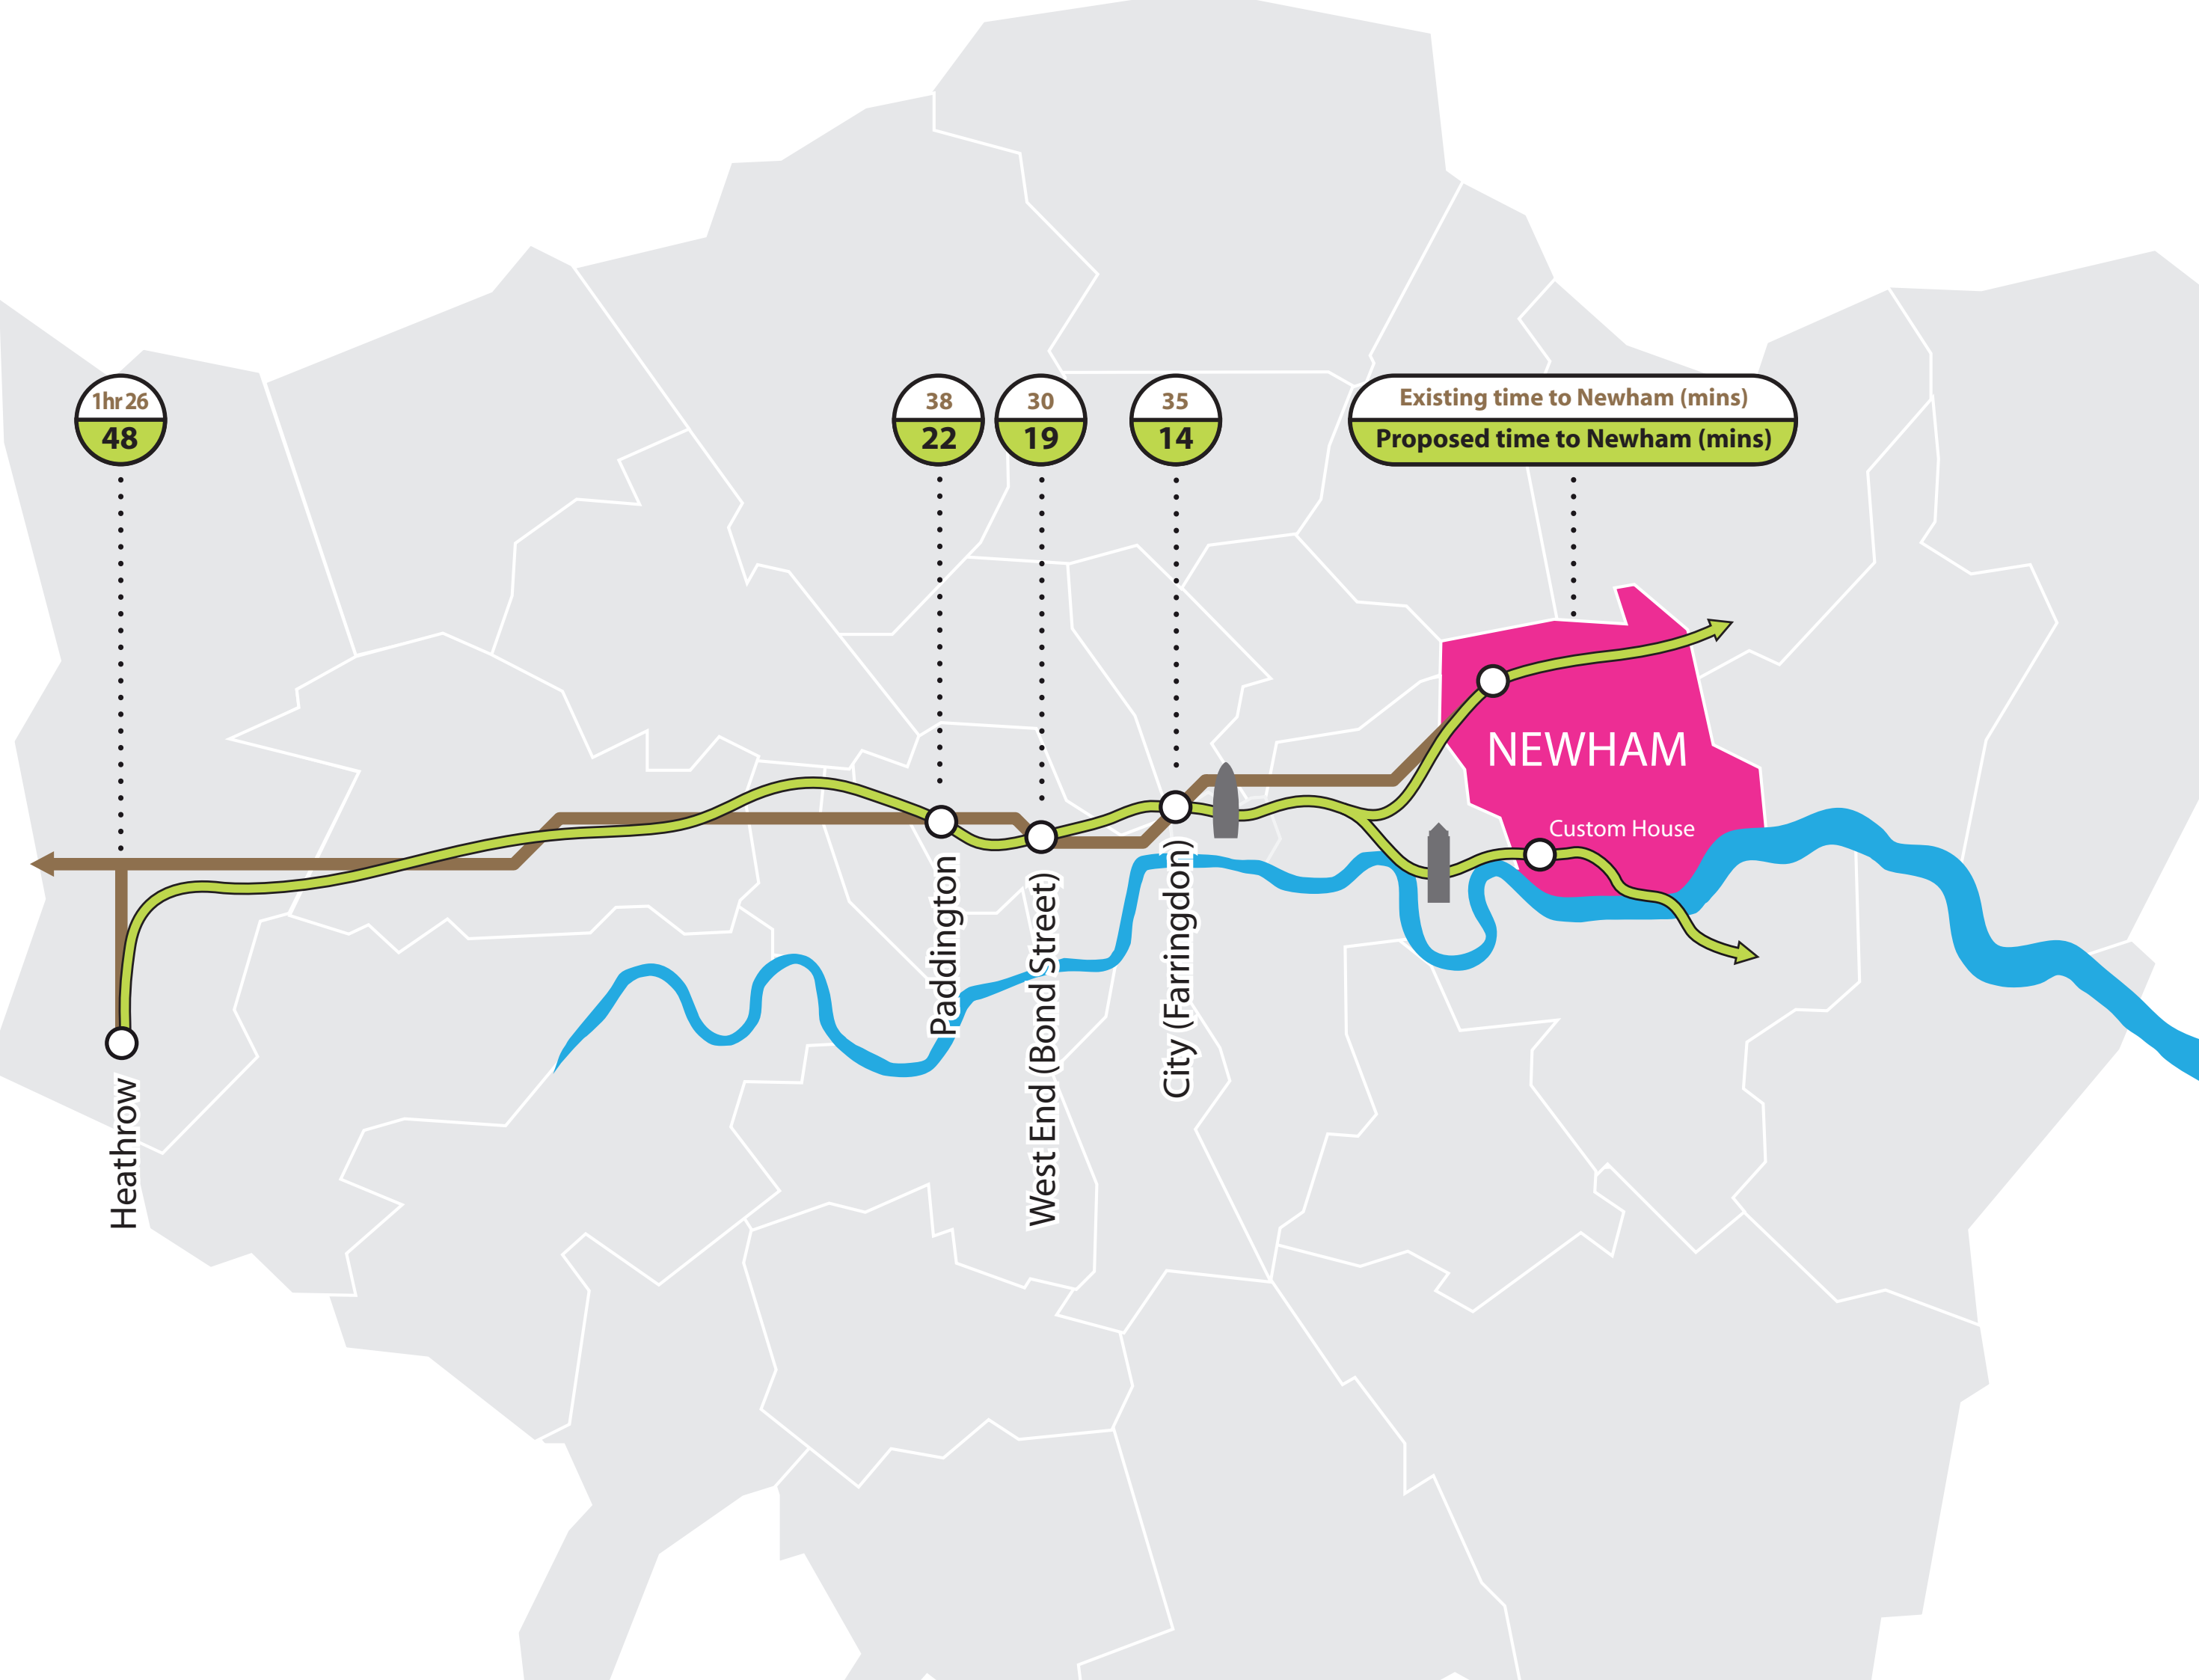 1hr 26
48
38
22
30
19
35
14
Existing time to Newham (mins)
Proposed time to Newham (mins)
NEWHAM
Custom House
Heathrow
Paddington
West End (Bond Street)
City (Farringdon)